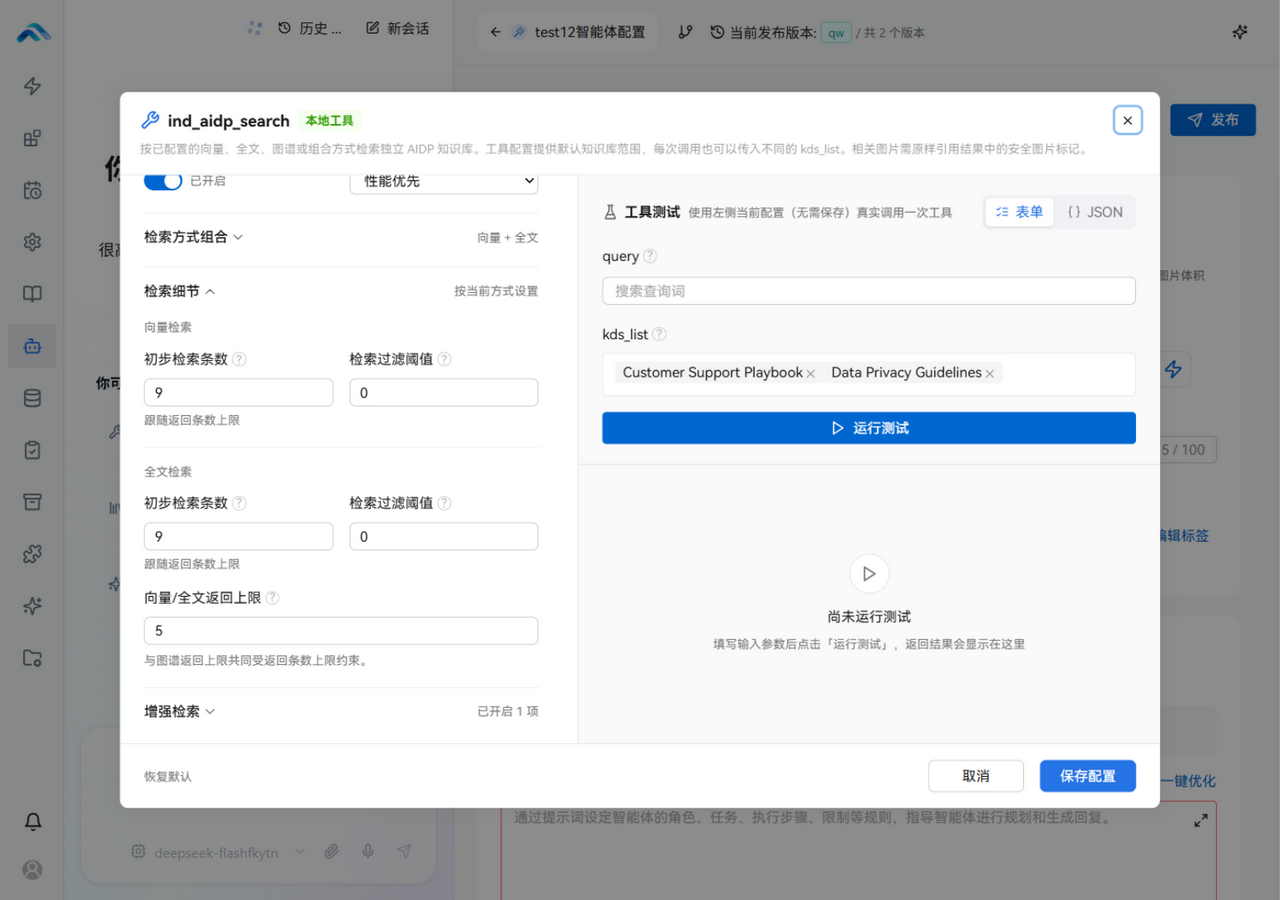 历史 ...
新会话
test12智能体配置
当前发布版本: qw / 共 2 个版本
发布
ind_aidp_search 本地工具
按已配置的向量、全文、图谱或组合方式检索独立 AIDP 知识库。工具配置提供默认知识库范围，每次调用也可以传入不同的 kds_list。相关图片需原样引用结果中的安全图片标记。
已开启
性能优先
检索方式组合
向量 + 全文
检索细节
按当前方式设置
向量检索
初步检索条数
检索过滤阈值
9
0
跟随返回条数上限
全文检索
初步检索条数
检索过滤阈值
9
0
跟随返回条数上限
向量/全文返回上限
5
与图谱返回上限共同受返回条数上限约束。
增强检索
已开启 1 项
工具测试 使用左侧当前配置（无需保存）真实调用一次工具
表单
{} JSON
query
搜索查询词
kds_list
Customer Support Playbook
Data Privacy Guidelines
运行测试
尚未运行测试
填写输入参数后点击「运行测试」，返回结果会显示在这里
恢复默认
取消
保存配置
很
你可
图片体积
5 / 100
编辑标签
一键优化
通过提示词设定智能体的角色、任务、执行步骤、限制等规则，指导智能体进行规划和生成回复。
deepseek-flashfkytn